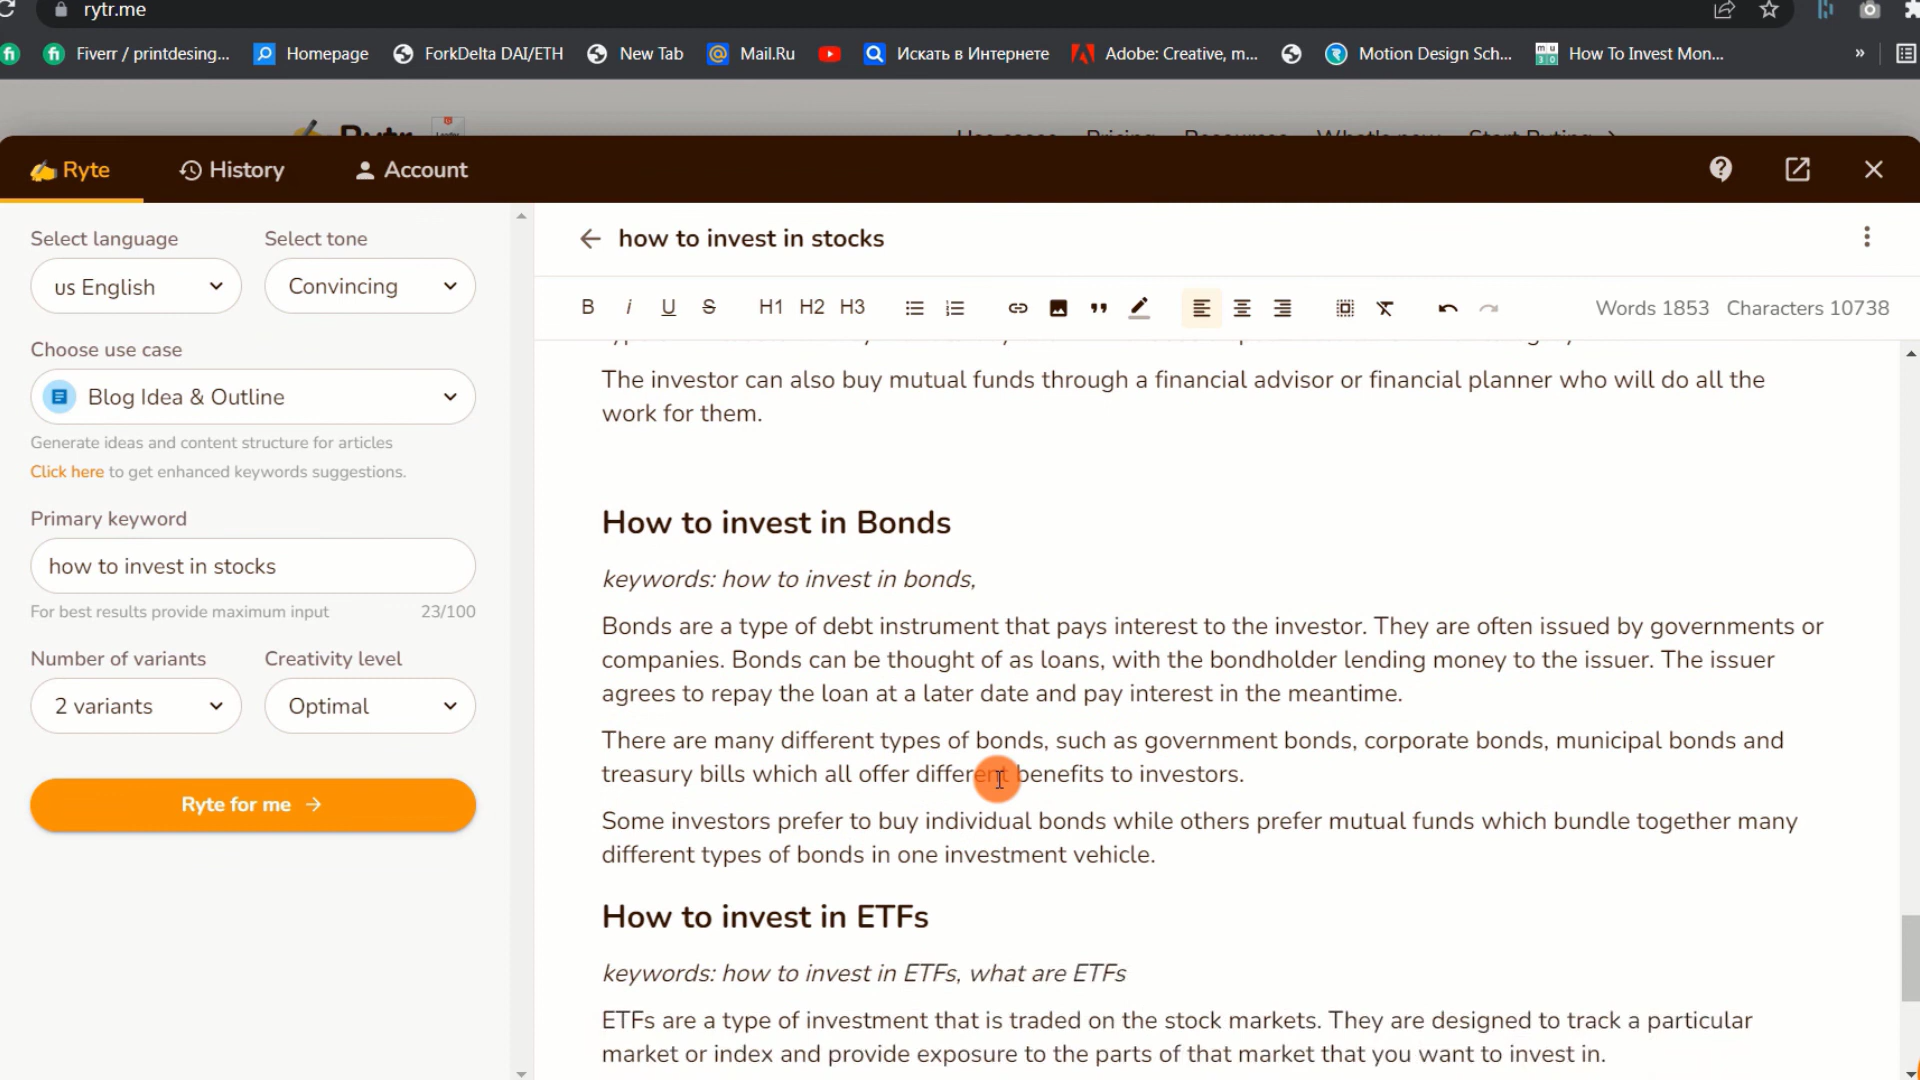 rytr.me
Fiverr / printdesing... Homepage ForkDelta DAI/ETH New Tab Mail.Ru Искать в Интернете Adobe: Creative, m... Motion Design Sch... How To Invest Mon... »
Rytr Use cases Pricing Resources What's new Start Ryting
Ryte History Account
Select language Select tone
us English Convincing
Choose use case
Blog Idea & Outline
Generate ideas and content structure for articles
Click here to get enhanced keywords suggestions.
Primary keyword
how to invest in stocks
For best results provide maximum input 23/100
Number of variants Creativity level
2 variants Optimal
Ryte for me →
how to invest in stocks
B i U S H1 H2 H3 Words 1853 Characters 10738
The investor can also buy mutual funds through a financial advisor or financial planner who will do all the
work for them.
How to invest in Bonds
keywords: how to invest in bonds,
Bonds are a type of debt instrument that pays interest to the investor. They are often issued by governments or
companies. Bonds can be thought of as loans, with the bondholder lending money to the issuer. The issuer
agrees to repay the loan at a later date and pay interest in the meantime.
There are many different types of bonds, such as government bonds, corporate bonds, municipal bonds and
treasury bills which all offer different benefits to investors.
Some investors prefer to buy individual bonds while others prefer mutual funds which bundle together many
different types of bonds in one investment vehicle.
How to invest in ETFs
keywords: how to invest in ETFs, what are ETFs
ETFs are a type of investment that is traded on the stock markets. They are designed to track a particular
market or index and provide exposure to the parts of that market that you want to invest in.